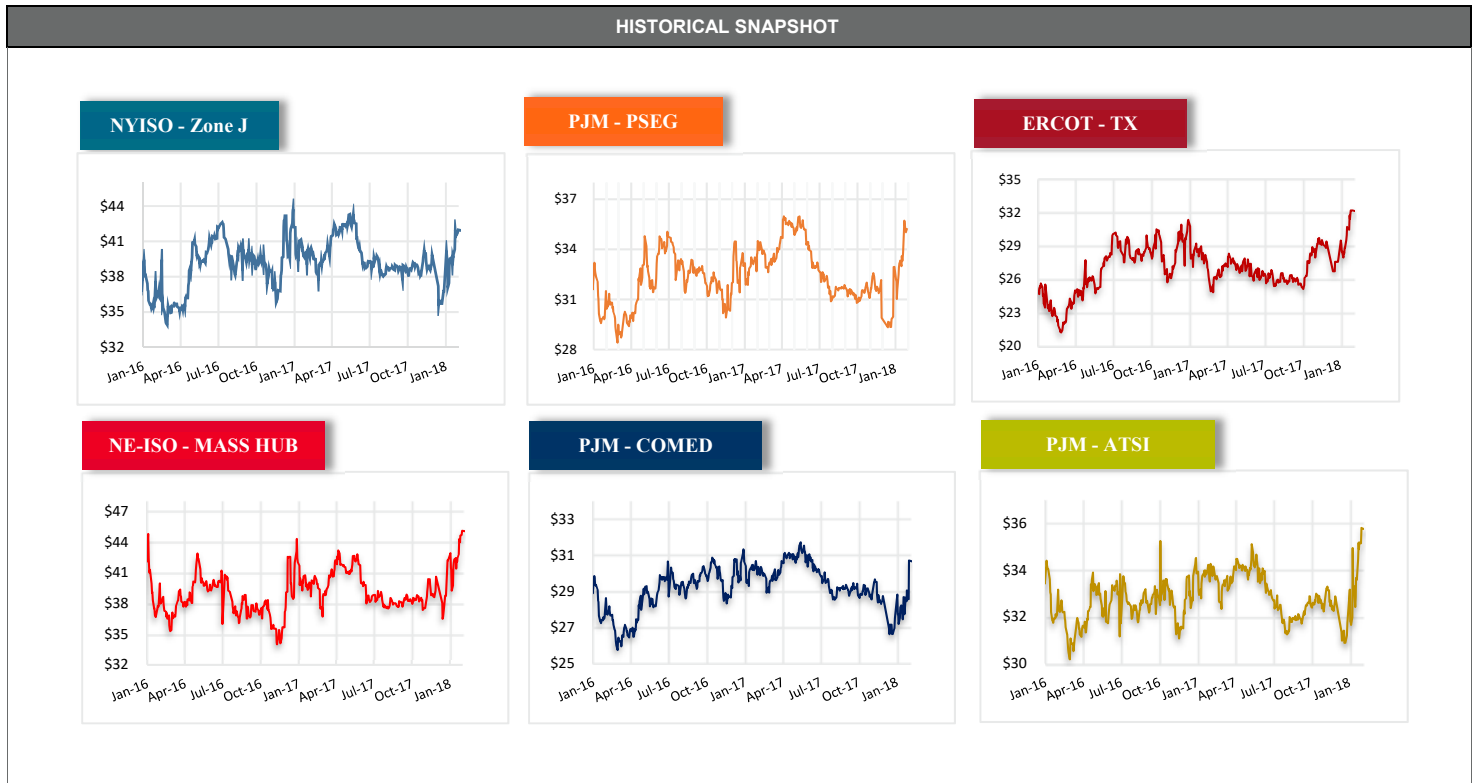 HISTORICAL SNAPSHOT
NYISO - Zone J
$44
$41
$38
$35
$32
Jan-16 Apr-16 Jul-16 Oct-16 Jan-17 Apr-17 Jul-17 Oct-17 Jan-18
PJM - PSEG
$37
$34
$31
$28
Jan-16 Apr-16 Jul-16 Oct-16 Jan-17 Apr-17 Jul-17 Oct-17 Jan-18
ERCOT - TX
$35
$32
$29
$26
$23
$20
Jan-16 Apr-16 Jul-16 Oct-16 Jan-17 Apr-17 Jul-17 Oct-17 Jan-18
NE-ISO - MASS HUB
$47
$44
$41
$38
$35
$32
Jan-16 Apr-16 Jul-16 Oct-16 Jan-17 Apr-17 Jul-17 Oct-17 Jan-18
PJM - COMED
$33
$31
$29
$27
$25
Jan-16 Apr-16 Jul-16 Oct-16 Jan-17 Apr-17 Jul-17 Oct-17 Jan-18
PJM - ATSI
$36
$34
$32
$30
Jan-16 Apr-16 Jul-16 Oct-16 Jan-17 Apr-17 Jul-17 Oct-17 Jan-18